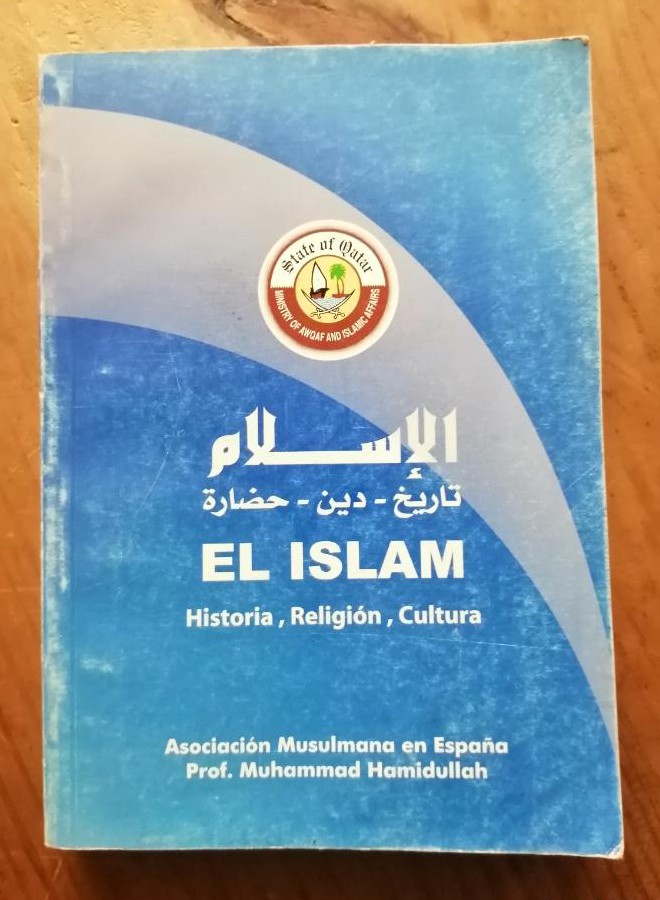 State of Qatar
MINISTRY OF AWQAF AND ISLAMIC AFFAIRS
الإسلام
تاريخ - دين - حضارة
EL ISLAM
Historia , Religión , Cultura
Asociación Musulmana en España
Prof. Muhammad Hamidullah